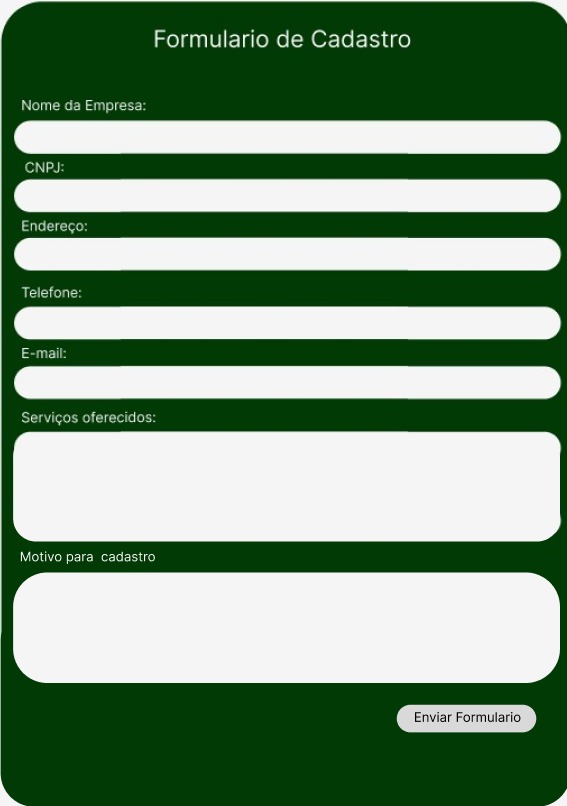 Formulario de Cadastro
Nome da Empresa:
CNPJ:
Endereço:
Telefone:
E-mail:
Serviços oferecidos:
Motivo para  cadastro
Enviar Formulario